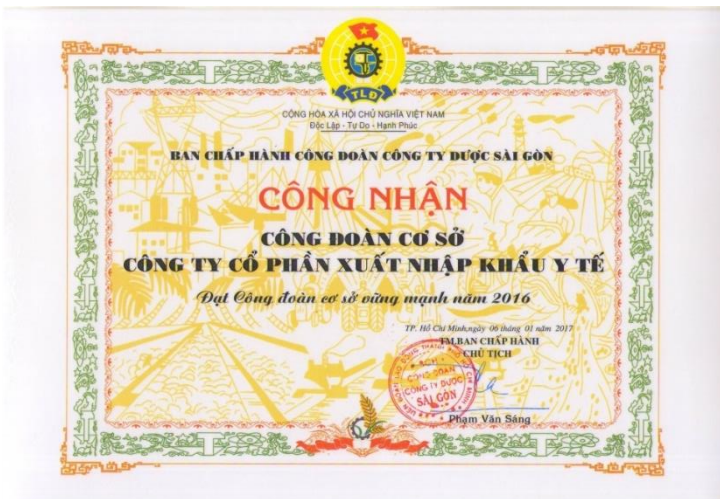 TLĐ
CỘNG HÒA XÃ HỘI CHỦ NGHĨA VIỆT NAM
Độc Lập - Tự Do - Hạnh Phúc
BAN CHẤP HÀNH CÔNG ĐOÀN CÔNG TY DƯỢC SÀI GÒN
CÔNG NHẬN
CÔNG ĐOÀN CƠ SỞ
CÔNG TY CỔ PHẦN XUẤT NHẬP KHẨU Y TẾ
Đạt Công đoàn cơ sở vững mạnh năm 2016
TP. Hồ Chí Minh,ngày 06 tháng 01 năm 2017
TM.BAN CHẤP HÀNH
CHỦ TỊCH
CÔNG ĐOÀN
CÔNG TY DƯỢC
SÀI GÒN
Phạm Văn Sáng